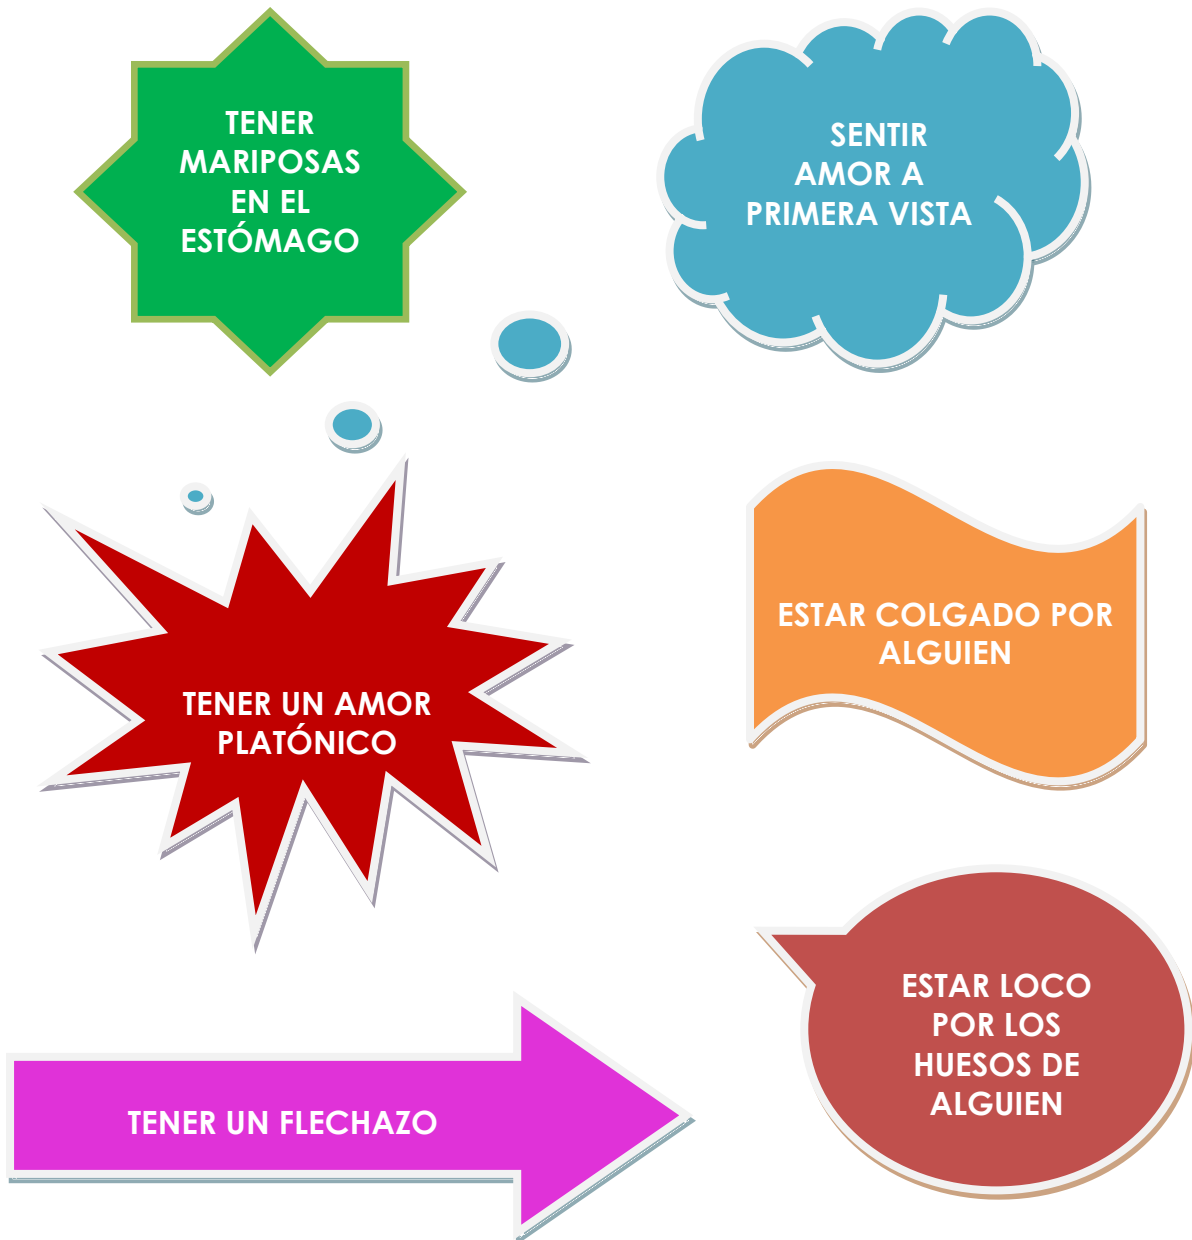 TENER
MARIPOSAS
EN EL
ESTÓMAGO
SENTIR
AMOR A
PRIMERA VISTA
TENER UN AMOR
PLATÓNICO
ESTAR COLGADO POR
ALGUIEN
TENER UN FLECHAZO
ESTAR LOCO
POR LOS
HUESOS DE
ALGUIEN